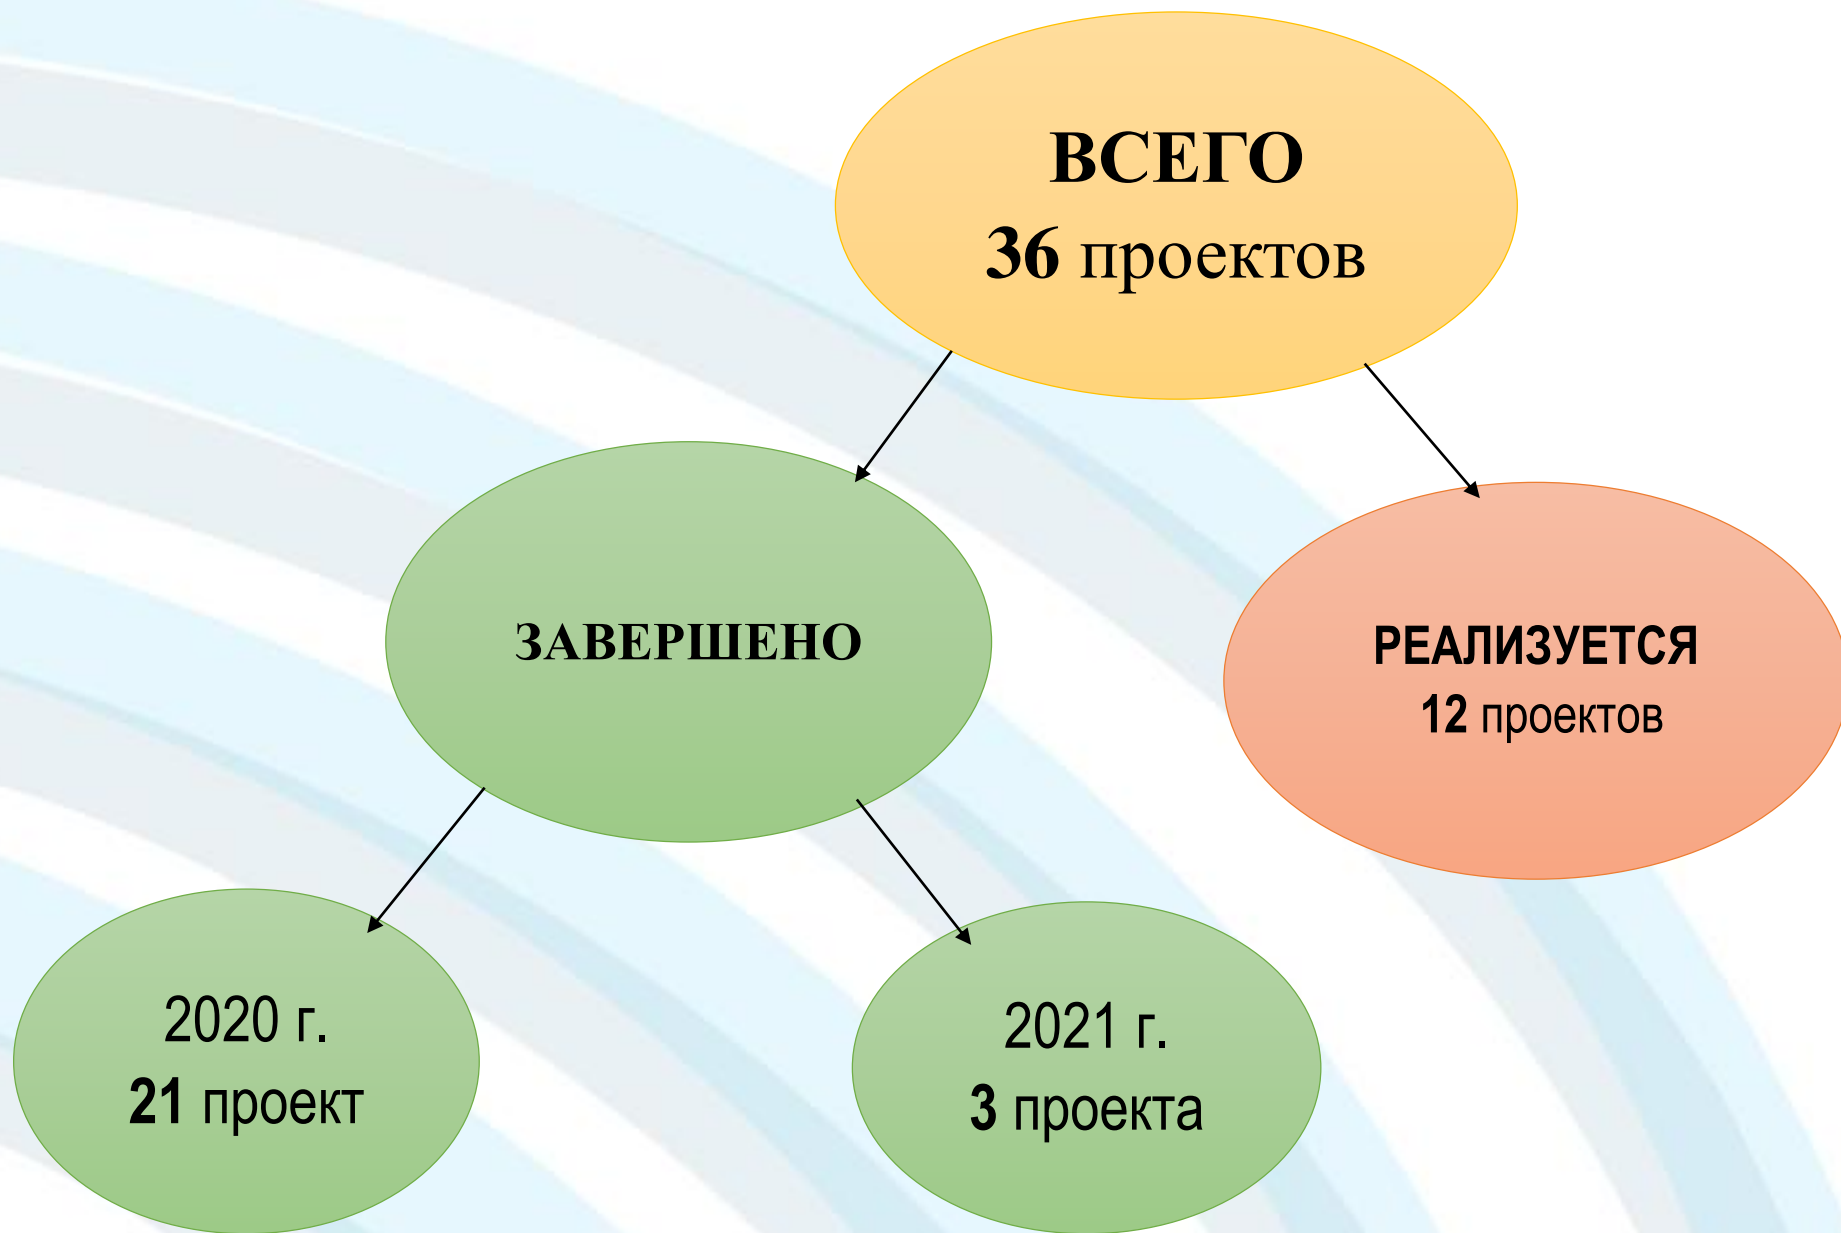 ВСЕГО
36 проектов
ЗАВЕРШЕНО
РЕАЛИЗУЕТСЯ
12 проектов
2020 г.
21 проект
2021 г.
3 проекта